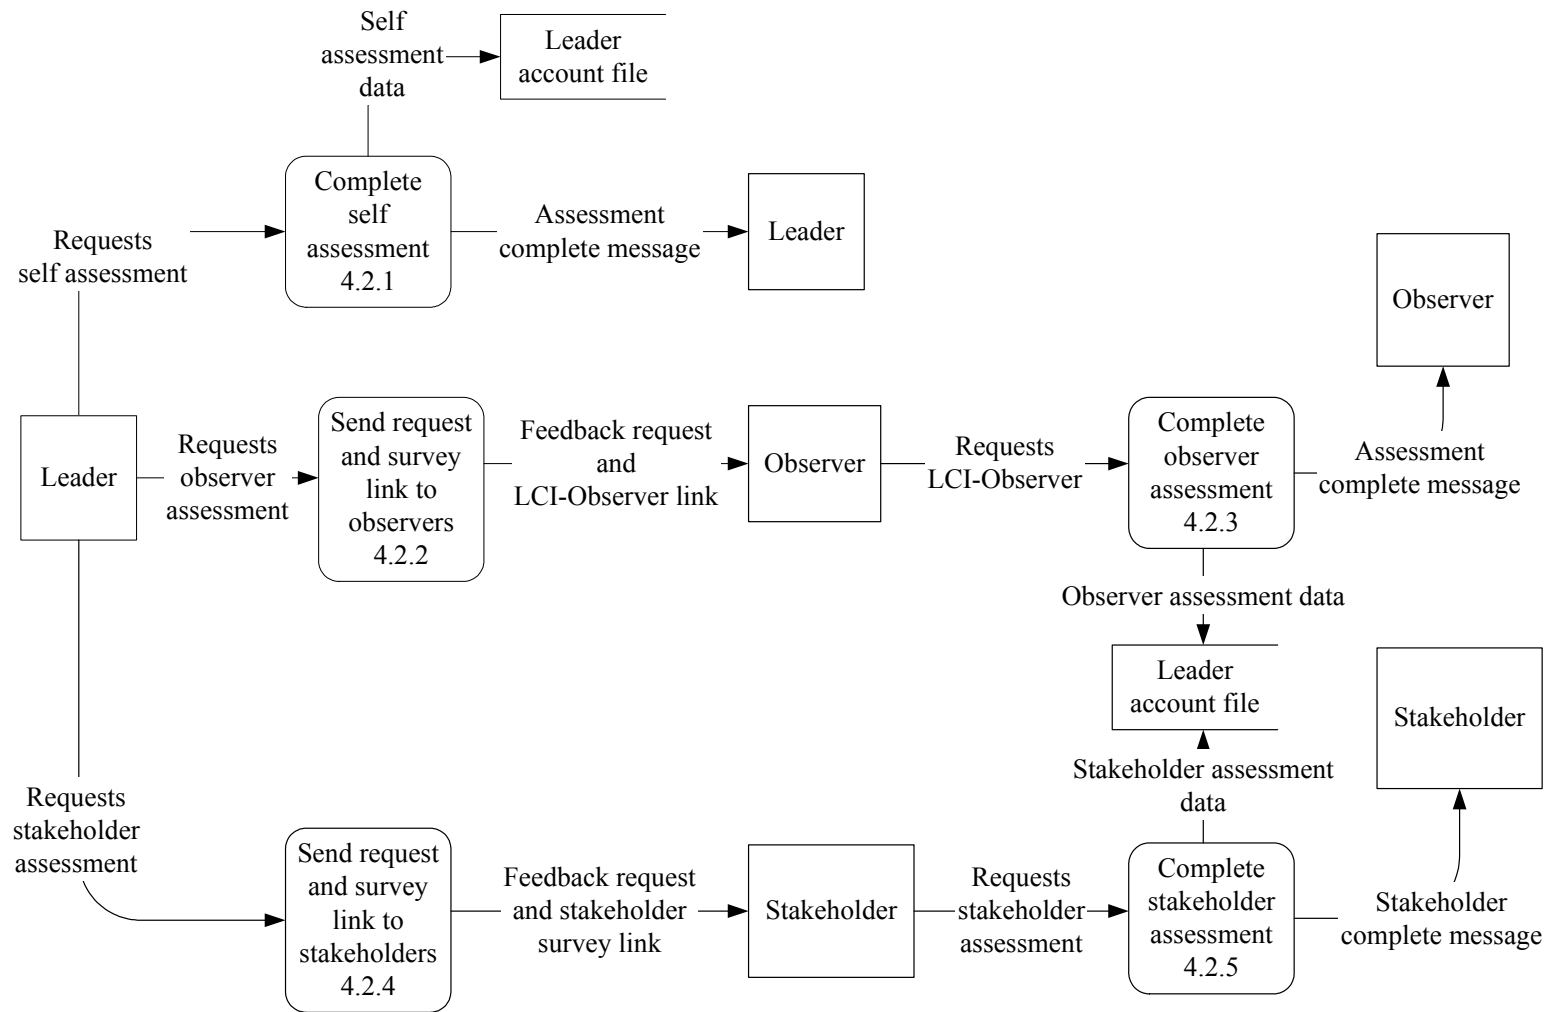 Self
assessment
data
Leader
account file
Complete
self
assessment
4.2.1
Assessment
complete message
Leader
Requests
self assessment
Observer
Leader
Requests
observer
assessment
Send request
and survey
link to
observers
4.2.2
Feedback request
and
LCI-Observer link
Observer
Requests
LCI-Observer
Complete
observer
assessment
4.2.3
Assessment
complete message
Observer assessment data
Leader
account file
Stakeholder
Stakeholder assessment
data
Requests
stakeholder
assessment
Send request
and survey
link to
stakeholders
4.2.4
Feedback request
and stakeholder
survey link
Stakeholder
Requests
stakeholder
assessment
Complete
stakeholder
assessment
4.2.5
Stakeholder
complete message